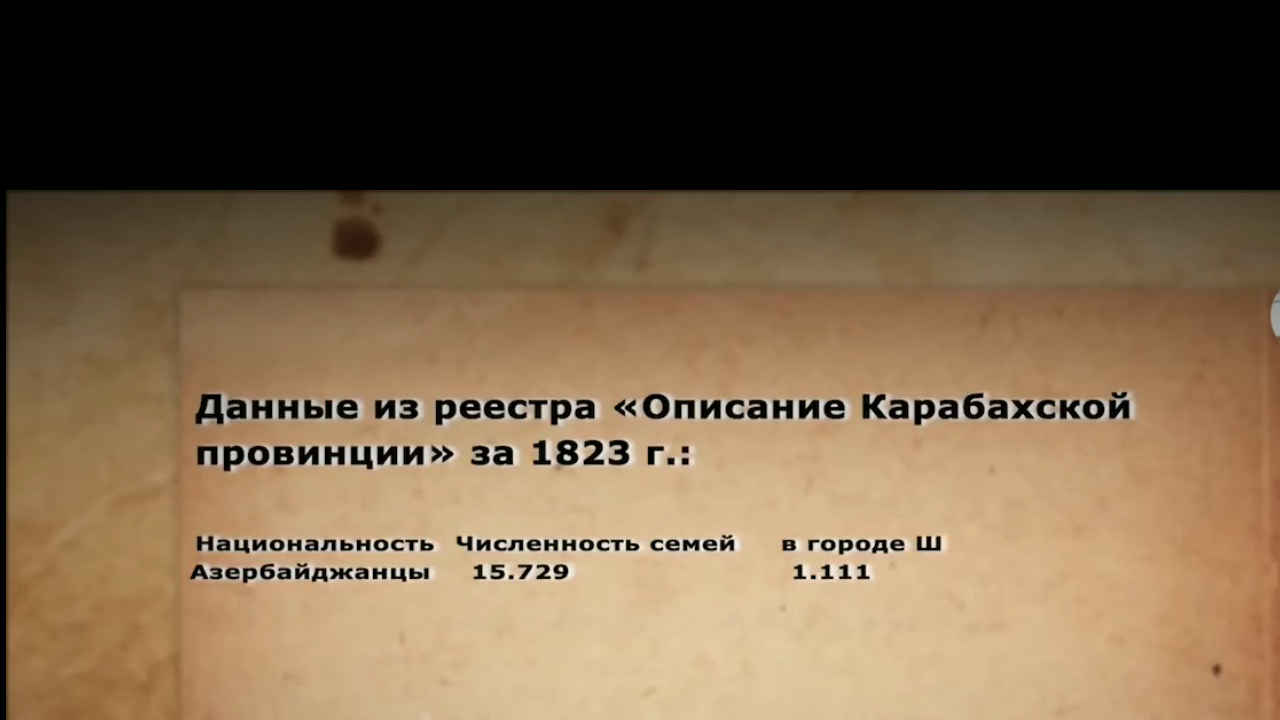 Данные из реестра «Описание Карабахской
провинции» за 1823 г.:
Национальность Численность семей в городе Ш
Азербайджанцы 15.729 1.111